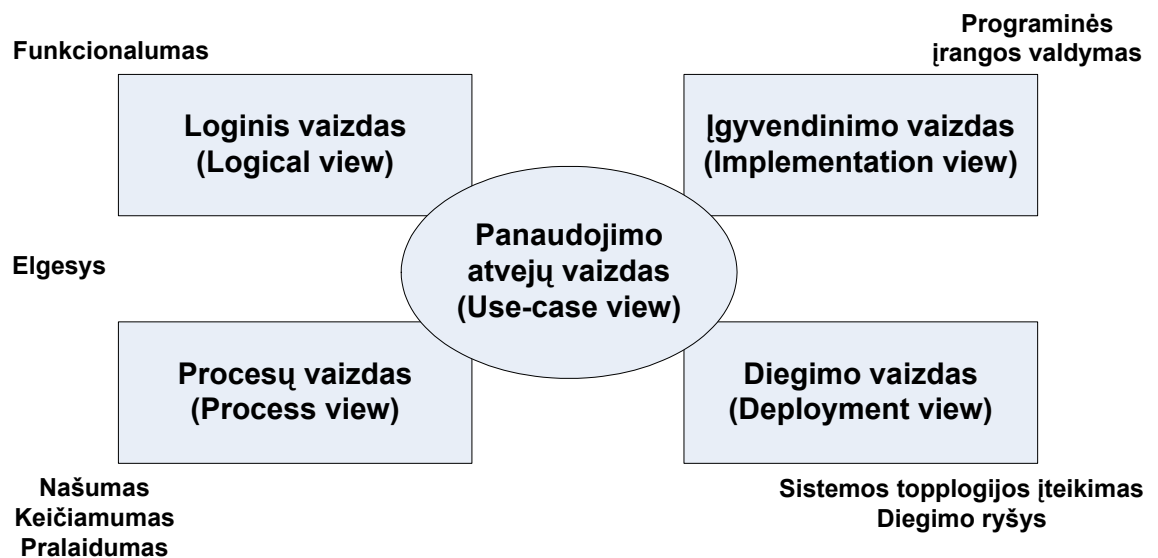 Funkcionalumas
Programinės
įrangos valdymas
Loginis vaizdas
(Logical view)
Įgyvendinimo vaizdas
(Implementation view)
Panaudojimo
atvejų vaizdas
(Use-case view)
Elgesys
Procesų vaizdas
(Process view)
Diegimo vaizdas
(Deployment view)
Našumas
Keičiamumas
Pralaidumas
Sistemos topplogijos įteikimas
Diegimo ryšys